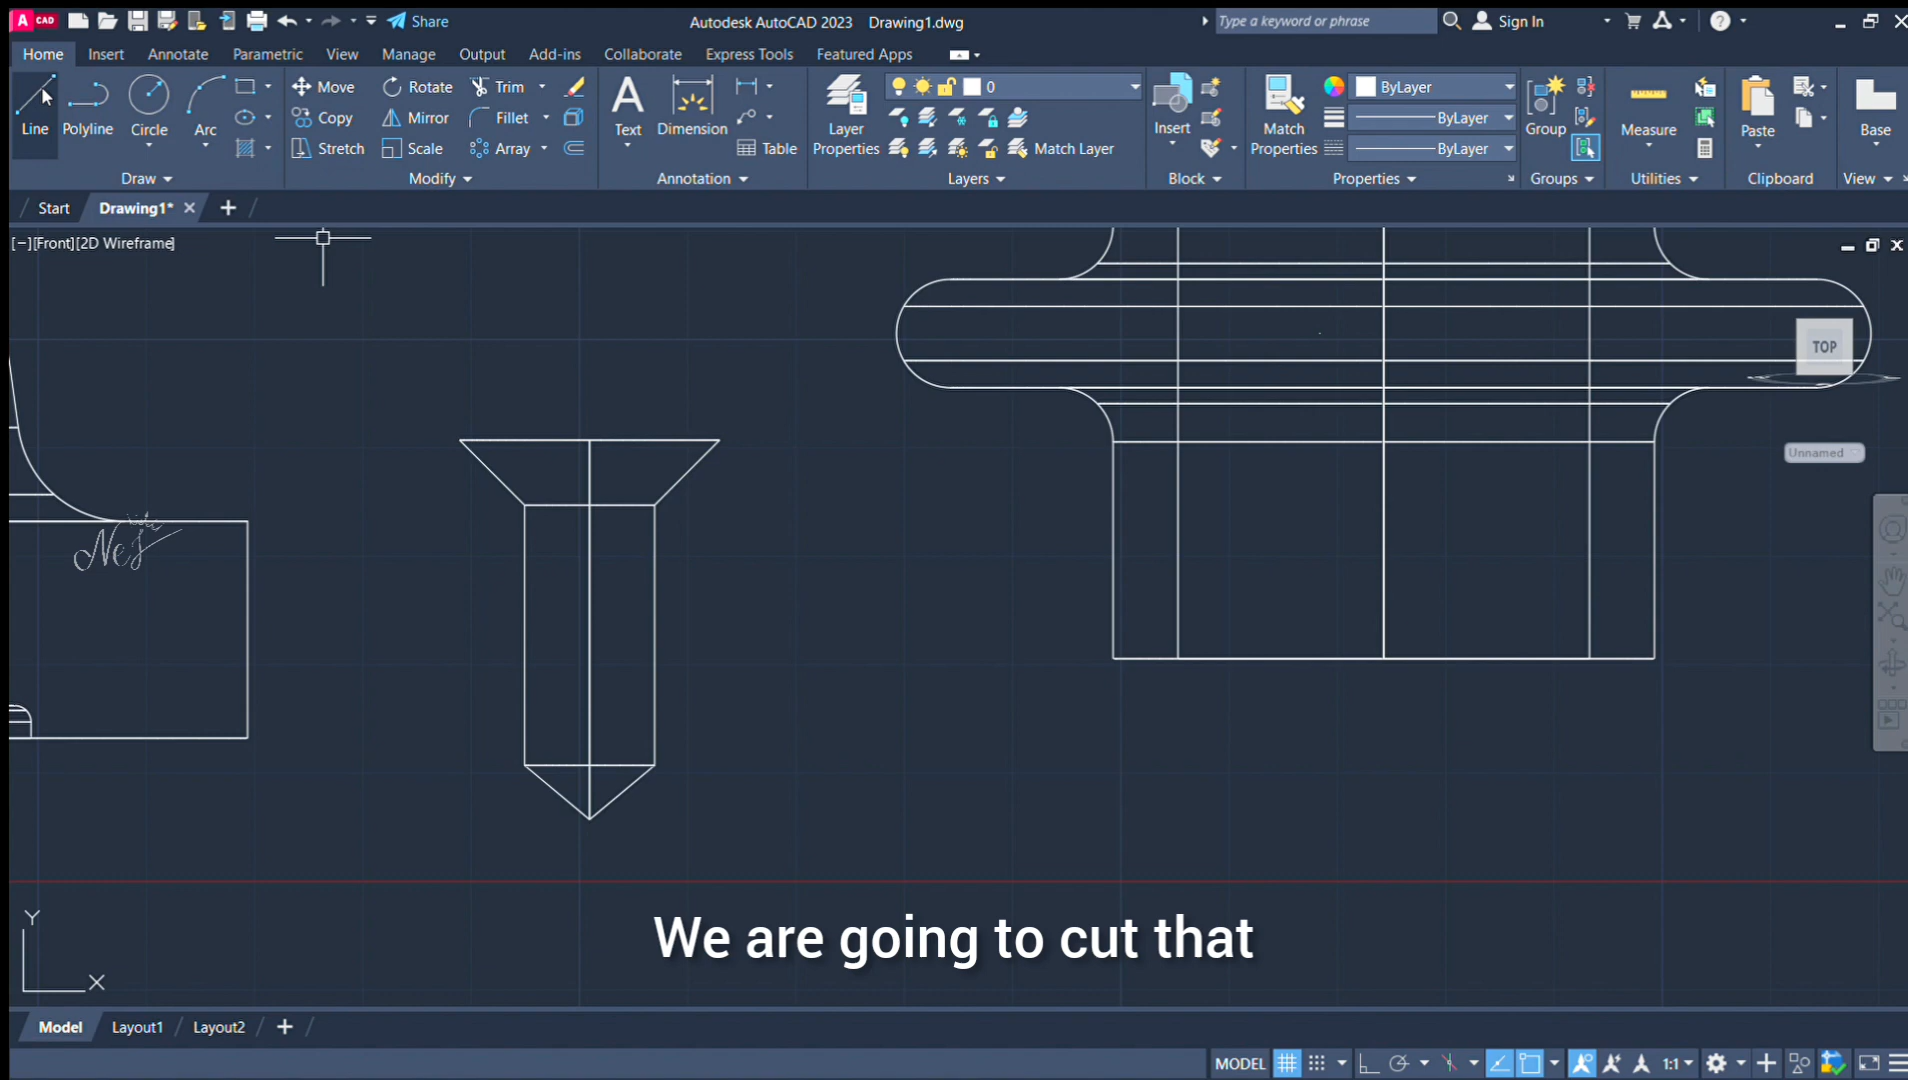 A CAD
Share
Autodesk AutoCAD 2023 Drawing1.dwg
Type a keyword or phrase
Sign In
Home Insert Annotate Parametric View Manage Output Add-ins Collaborate Express Tools Featured Apps
Line Polyline Circle Arc
Move Rotate Trim
Copy Mirror Fillet
Stretch Scale Array
Text Dimension
Table
Layer Properties
0
Match Layer
Insert
Match Properties
ByLayer
ByLayer
ByLayer
Group
Measure
Paste
Base
Draw Modify Annotation Layers Block Properties Groups Utilities Clipboard View
Start Drawing1* +
[−][Front][2D Wireframe]
TOP
Unnamed
We are going to cut that
Y
X
Model Layout1 Layout2 +
MODEL 1:1